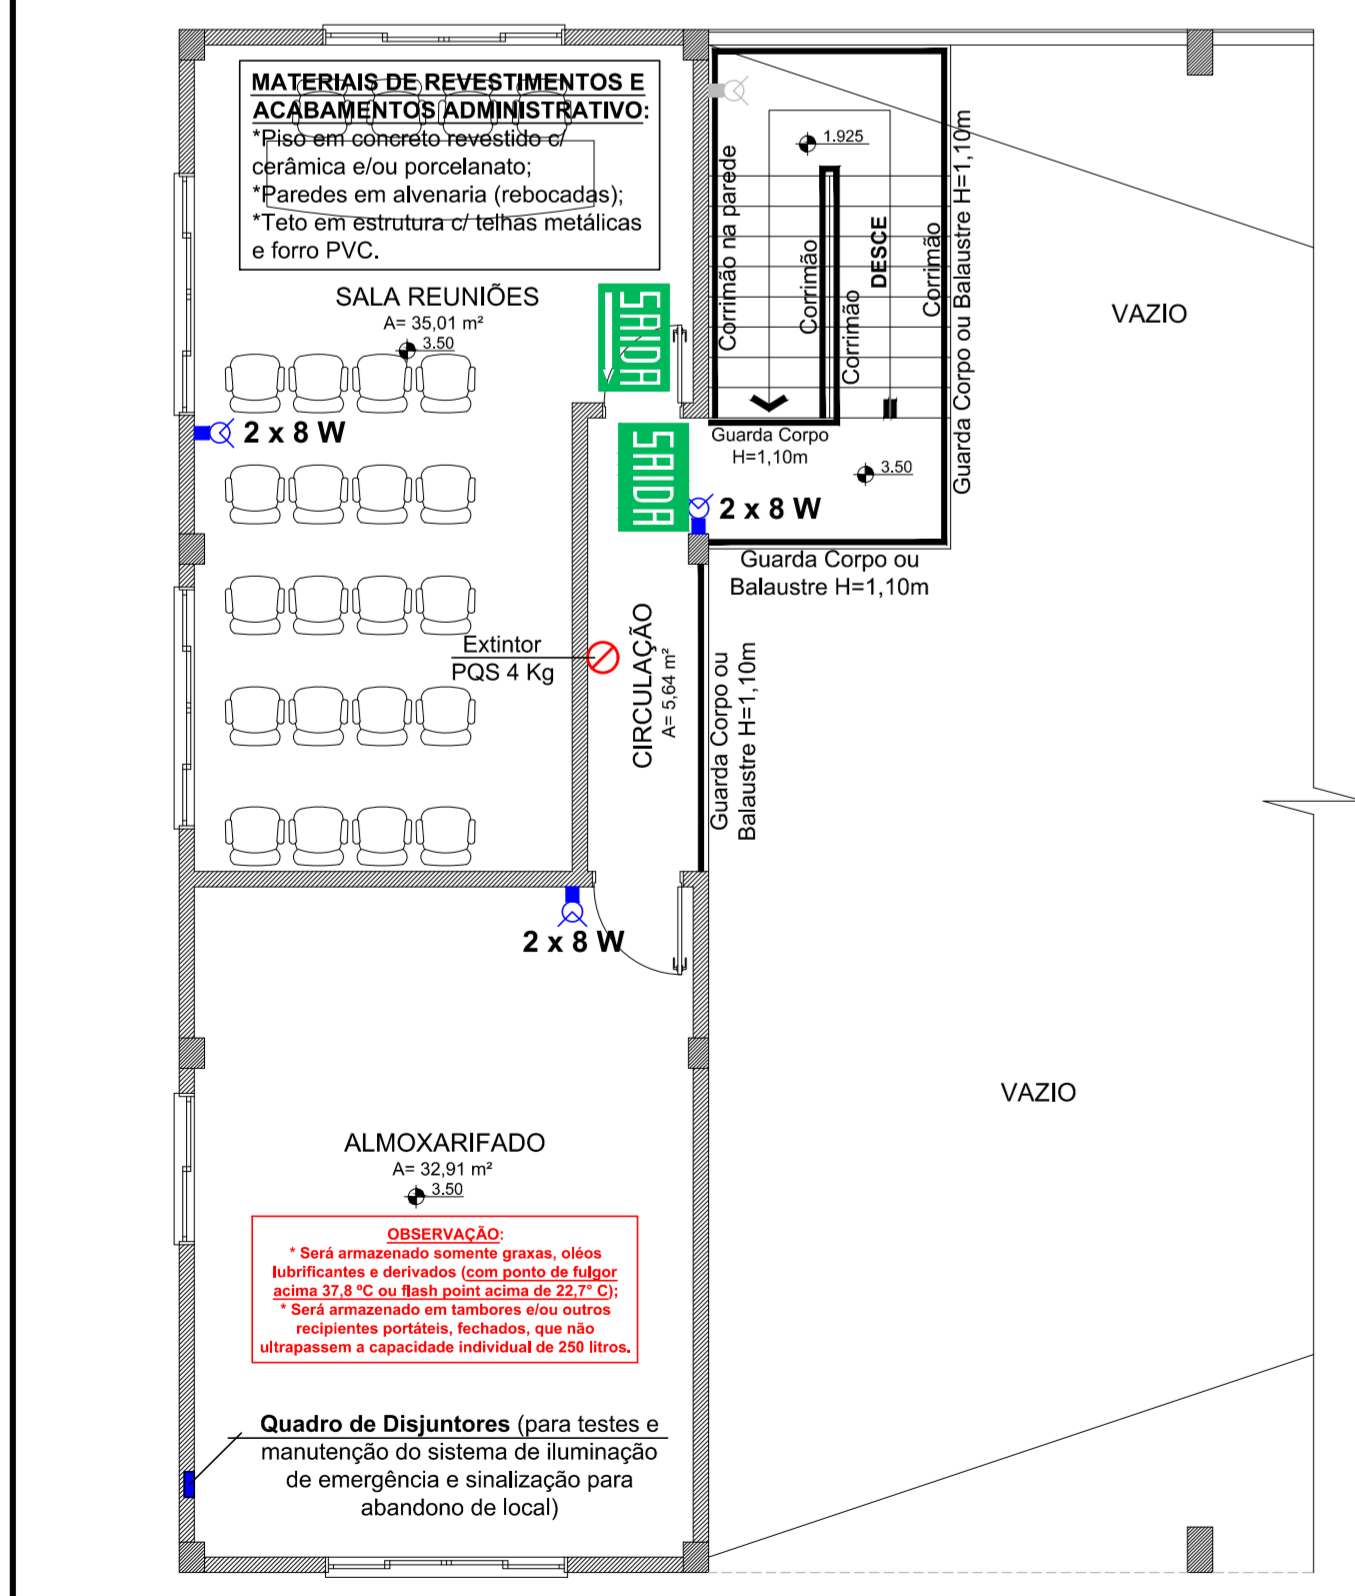 MATERIAIS DE REVESTIMENTOS E
ACABAMENTOS ADMINISTRATIVO:
*Piso em concreto revestido c/
cerâmica e/ou porcelanato;
*Paredes em alvenaria (rebocadas);
*Teto em estrutura c/ telhas metálicas
e forro PVC.
SALA REUNIÕES
A= 35,01 m²
3.50
SAIDA
SAIDA
2 x 8 W
Corrimão na parede
1.925
Corrimão
Corrimão
DESCE
Corrimão
Guarda Corpo ou Balaustre H=1,10m
VAZIO
Guarda Corpo
H=1,10m
3.50
2 x 8 W
Guarda Corpo ou
Balaustre H=1,10m
Extintor
PQS 4 Kg
CIRCULAÇÃO
A= 5,64 m²
Guarda Corpo ou
Balaustre H=1,10m
2 x 8 W
VAZIO
ALMOXARIFADO
A= 32,91 m²
3.50
OBSERVAÇÃO:
* Será armazenado somente graxas, oléos
lubrificantes e derivados (com ponto de fulgor
acima 37,8 ºC ou flash point acima de 22,7° C);
* Será armazenado em tambores e/ou outros
recipientes portáteis, fechados, que não
ultrapassem a capacidade individual de 250 litros.
Quadro de Disjuntores (para testes e
manutenção do sistema de iluminação
de emergência e sinalização para
abandono de local)